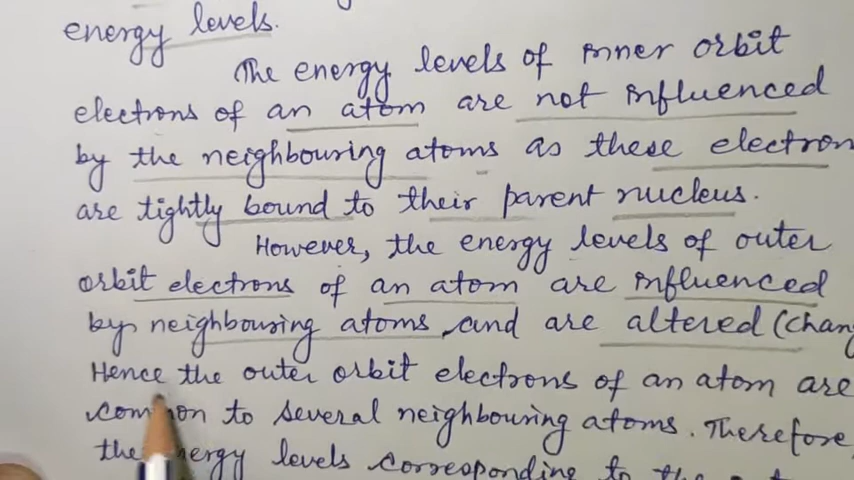 energy levels.
The energy levels of inner orbit
electrons of an atom are not influenced
by the neighbouring atoms as these electron
are tightly bound to their parent nucleus.
However, the energy levels of outer
orbit electrons of an atom are influenced
by neighbouring atoms and are altered (chang
Hence the outer orbit electrons of an atom are
common to several neighbouring atoms. Therefore,
the energy levels corresponding to the